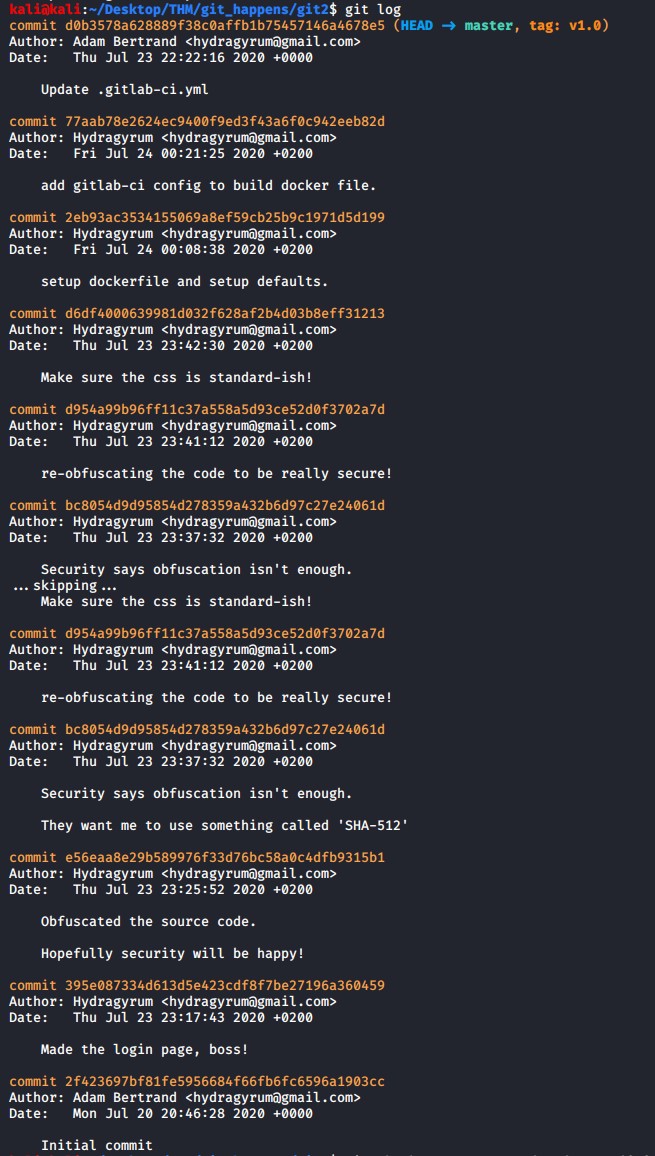 kali@kali:~/Desktop/THM/git_happens/git2$ git log
commit d0b3578a628889f38c0affb1b75457146a4678e5 (HEAD → master, tag: v1.0)
Author: Adam Bertrand <hydragyrum@gmail.com>
Date:   Thu Jul 23 22:22:16 2020 +0000

    Update .gitlab-ci.yml

commit 77aab78e2624ec9400f9ed3f43a6f0c942eeb82d
Author: Hydragyrum <hydragyrum@gmail.com>
Date:   Fri Jul 24 00:21:25 2020 +0200

    add gitlab-ci config to build docker file.

commit 2eb93ac3534155069a8ef59cb25b9c1971d5d199
Author: Hydragyrum <hydragyrum@gmail.com>
Date:   Fri Jul 24 00:08:38 2020 +0200

    setup dockerfile and setup defaults.

commit d6df4000639981d032f628af2b4d03b8eff31213
Author: Hydragyrum <hydragyrum@gmail.com>
Date:   Thu Jul 23 23:42:30 2020 +0200

    Make sure the css is standard-ish!

commit d954a99b96ff11c37a558a5d93ce52d0f3702a7d
Author: Hydragyrum <hydragyrum@gmail.com>
Date:   Thu Jul 23 23:41:12 2020 +0200

    re-obfuscating the code to be really secure!

commit bc8054d9d95854d278359a432b6d97c27e24061d
Author: Hydragyrum <hydragyrum@gmail.com>
Date:   Thu Jul 23 23:37:32 2020 +0200

    Security says obfuscation isn't enough.
...skipping...
    Make sure the css is standard-ish!

commit d954a99b96ff11c37a558a5d93ce52d0f3702a7d
Author: Hydragyrum <hydragyrum@gmail.com>
Date:   Thu Jul 23 23:41:12 2020 +0200

    re-obfuscating the code to be really secure!

commit bc8054d9d95854d278359a432b6d97c27e24061d
Author: Hydragyrum <hydragyrum@gmail.com>
Date:   Thu Jul 23 23:37:32 2020 +0200

    Security says obfuscation isn't enough.

    They want me to use something called 'SHA-512'

commit e56eaa8e29b589976f33d76bc58a0c4dfb9315b1
Author: Hydragyrum <hydragyrum@gmail.com>
Date:   Thu Jul 23 23:25:52 2020 +0200

    Obfuscated the source code.

    Hopefully security will be happy!

commit 395e087334d613d5e423cdf8f7be27196a360459
Author: Hydragyrum <hydragyrum@gmail.com>
Date:   Thu Jul 23 23:17:43 2020 +0200

    Made the login page, boss!

commit 2f423697bf81fe5956684f66fb6fc6596a1903cc
Author: Adam Bertrand <hydragyrum@gmail.com>
Date:   Mon Jul 20 20:46:28 2020 +0000

    Initial commit